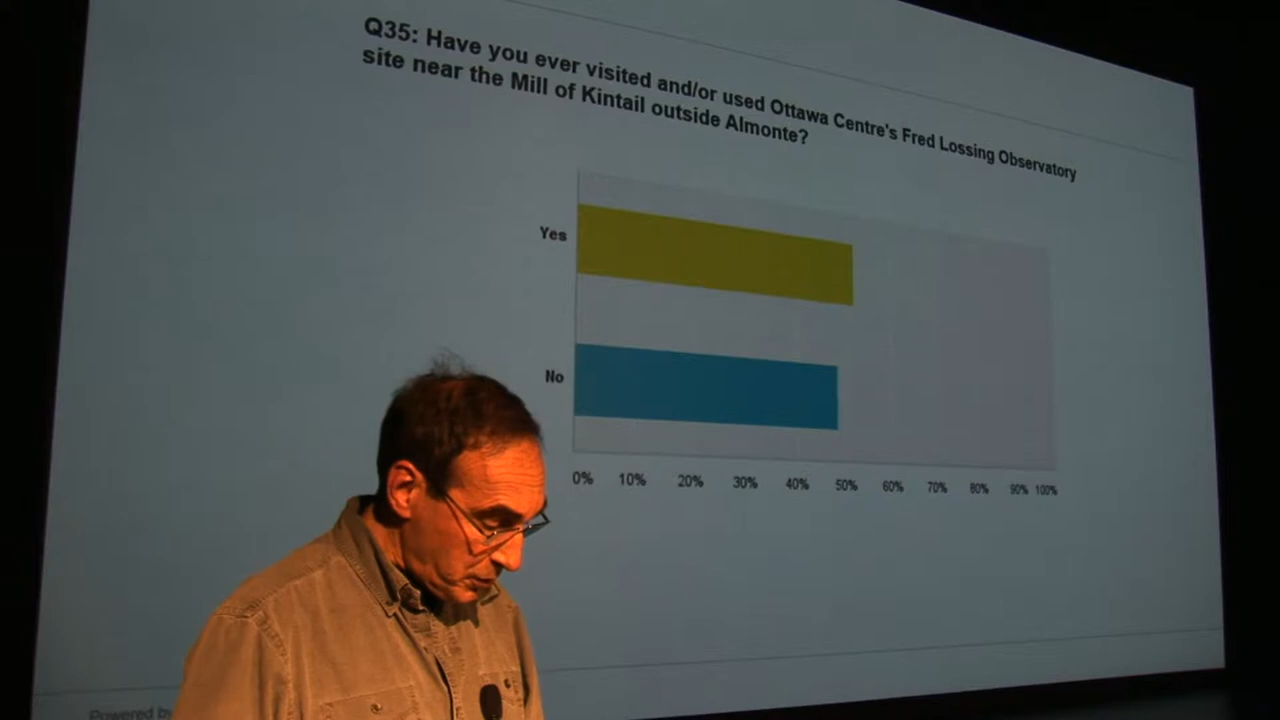 Q35: Have you ever visited and/or used Ottawa Centre's Fred Lossing Observatory
site near the Mill of Kintail outside Almonte?
Yes
No
0% 10% 20% 30% 40% 50% 60% 70% 80% 90% 100%
Powered by